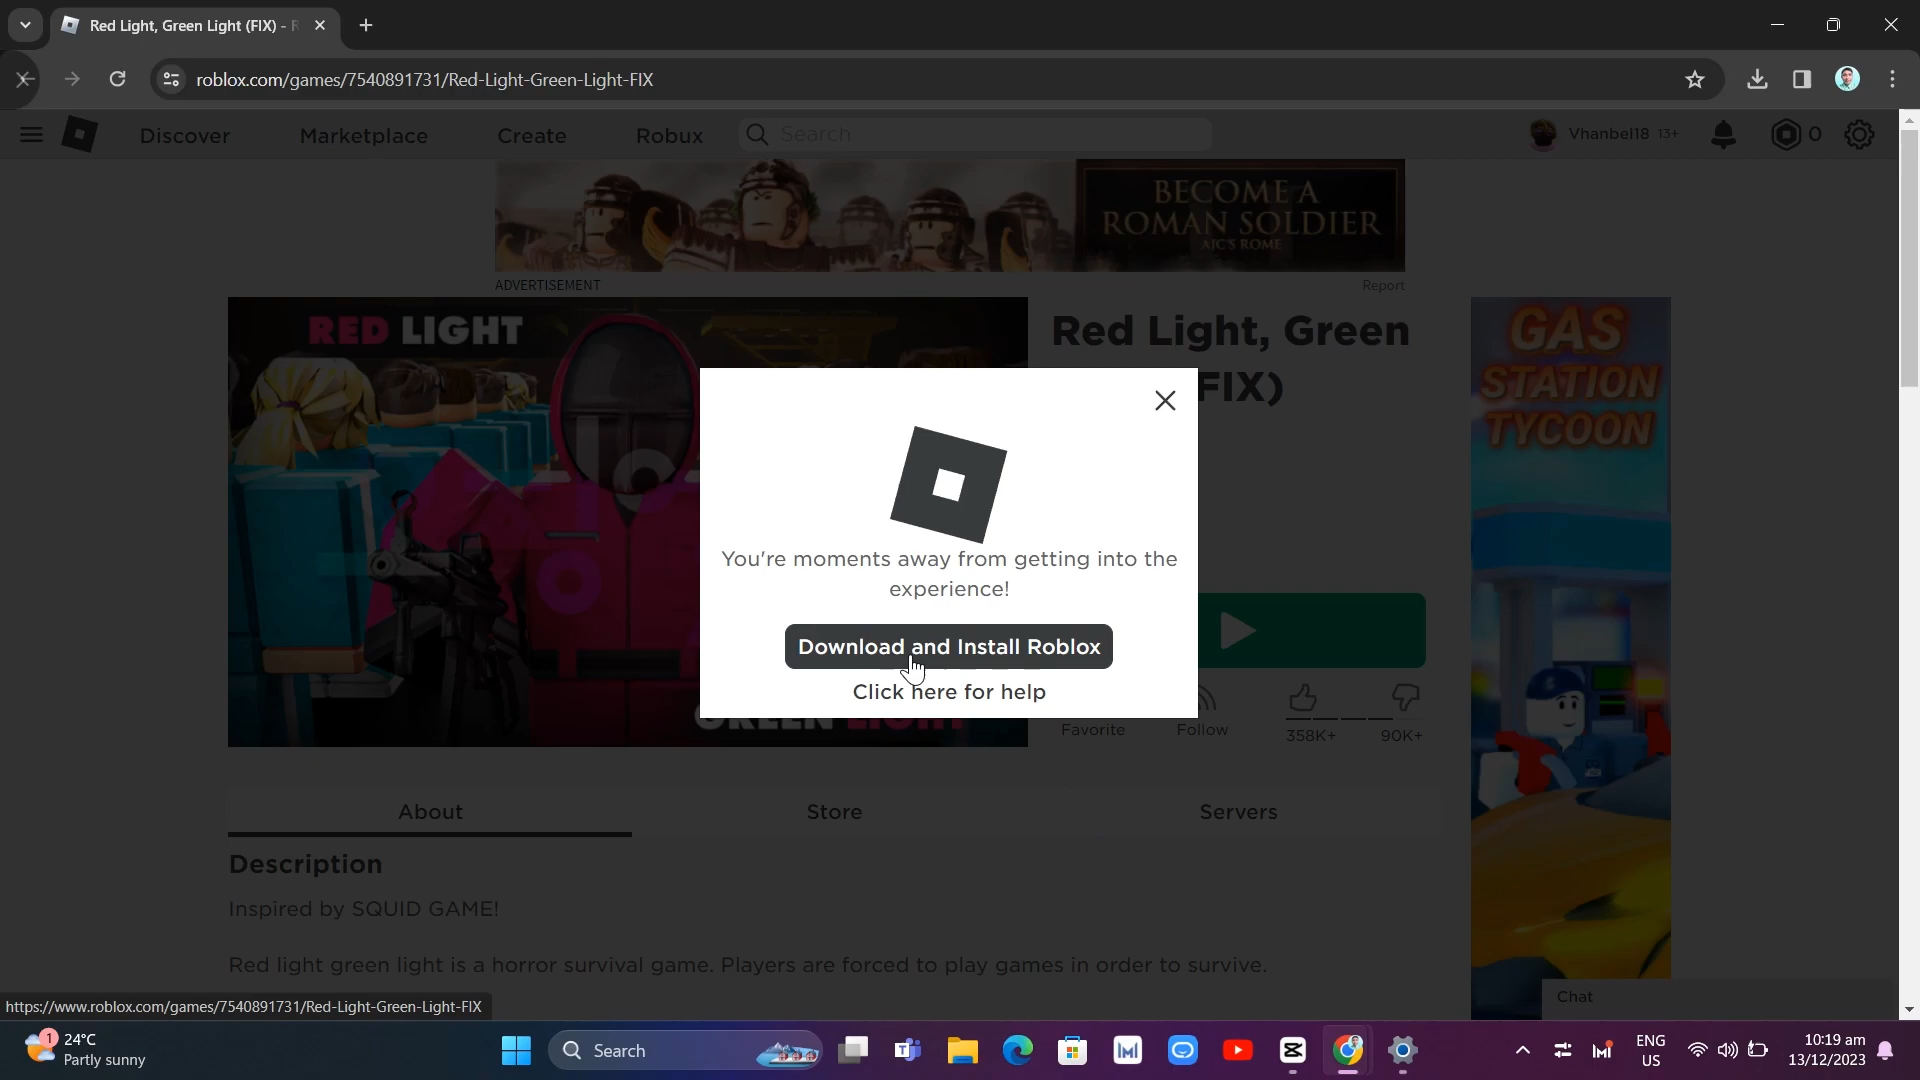 Red Light, Green Light (FIX) - R
roblox.com/games/7540891731/Red-Light-Green-Light-FIX
Discover
Marketplace
Create
Robux
Search
Vhanbel18 13+
0
BECOME A
ROMAN SOLDIER
AJC'S ROME
ADVERTISEMENT
Report
RED LIGHT
Red Light, Green
FIX)
GAS
STATION
TYCOON
You're moments away from getting into the
experience!
Download and Install Roblox
Click here for help
GREEN LIGHT
Favorite
Follow
358K+
90K+
About
Store
Servers
Description
Inspired by SQUID GAME!
Red light green light is a horror survival game. Players are forced to play games in order to survive.
Chat
https://www.roblox.com/games/7540891731/Red-Light-Green-Light-FIX
1
24°C
Partly sunny
Search
ENG
US
10:19 am
13/12/2023